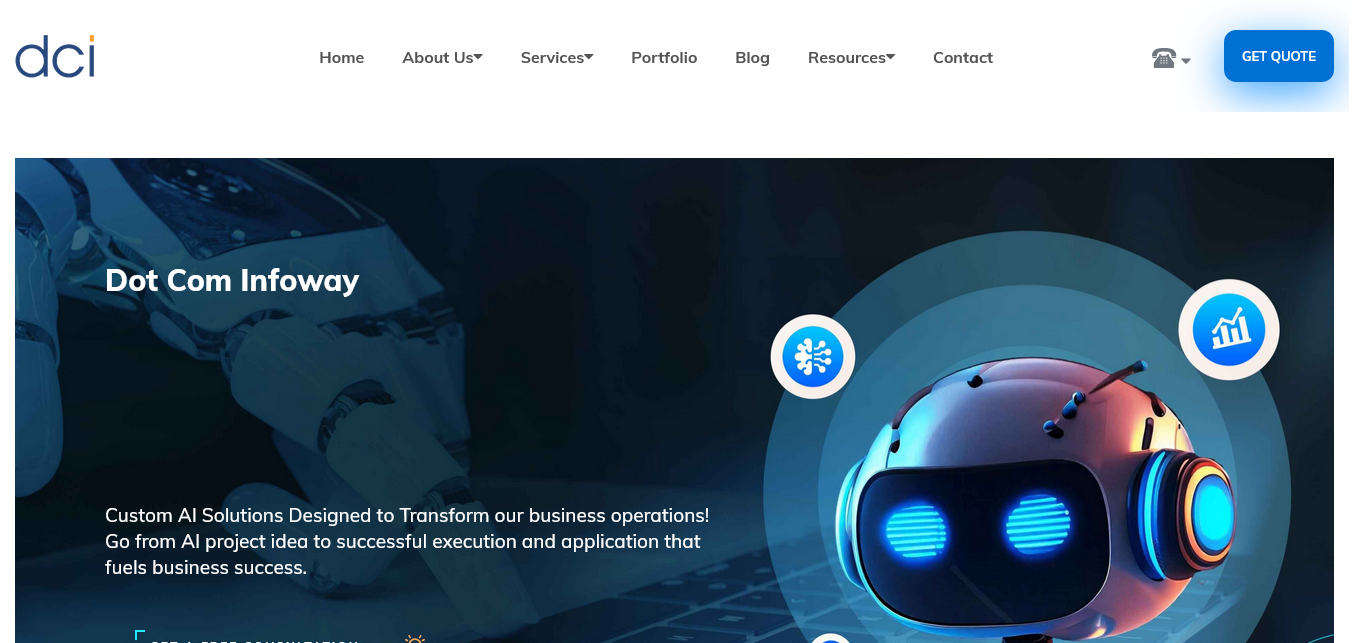 dci
Home
About Us
Services
Portfolio
Blog
Resources
Contact
GET QUOTE
Dot Com Infoway
Custom AI Solutions Designed to Transform our business operations!
Go from AI project idea to successful execution and application that
fuels business success.